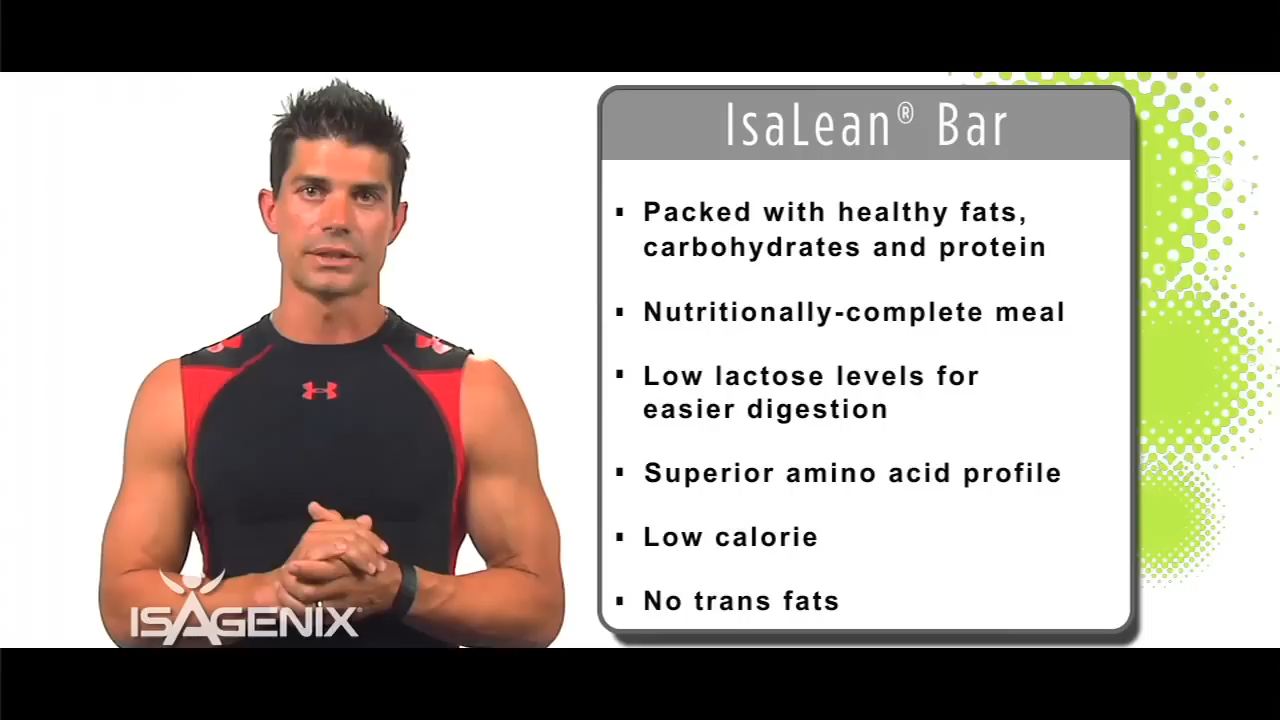 IsaLean® Bar
▪ Packed with healthy fats,
carbohydrates and protein
▪ Nutritionally-complete meal
▪ Low lactose levels for
easier digestion
▪ Superior amino acid profile
▪ Low calorie
▪ No trans fats
ISAGENIX®